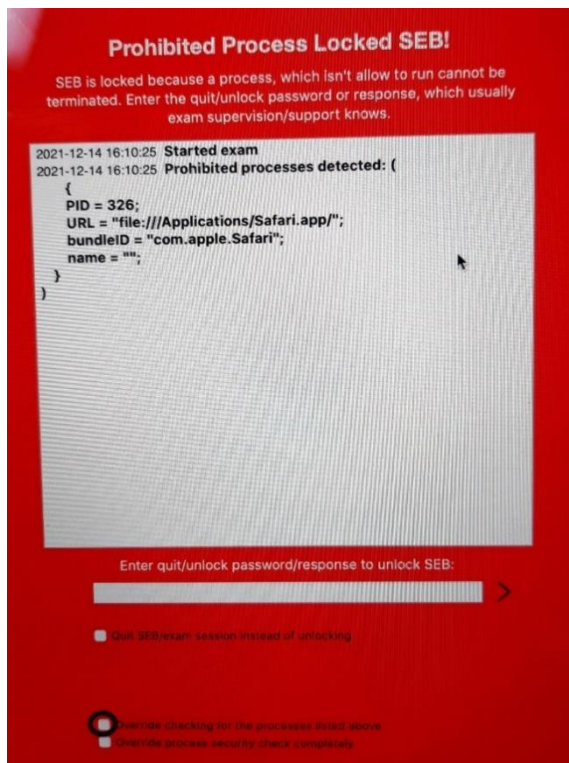 Prohibited Process Locked SEB!
SEB is locked because a process, which isn't allow to run cannot be
terminated. Enter the quit/unlock password or response, which usually
exam supervision/support knows.
2021-12-14 16:10:25 Started exam
2021-12-14 16:10:25 Prohibited processes detected: (
{
PID = 326;
URL = "file:///Applications/Safari.app/";
bundleID = "com.apple.Safari";
name = "";
}
)
Enter quit/unlock password/response to unlock SEB:
Quit SEB/exam session instead of unlocking
Override checking for the processes listed above
Override process security check completely